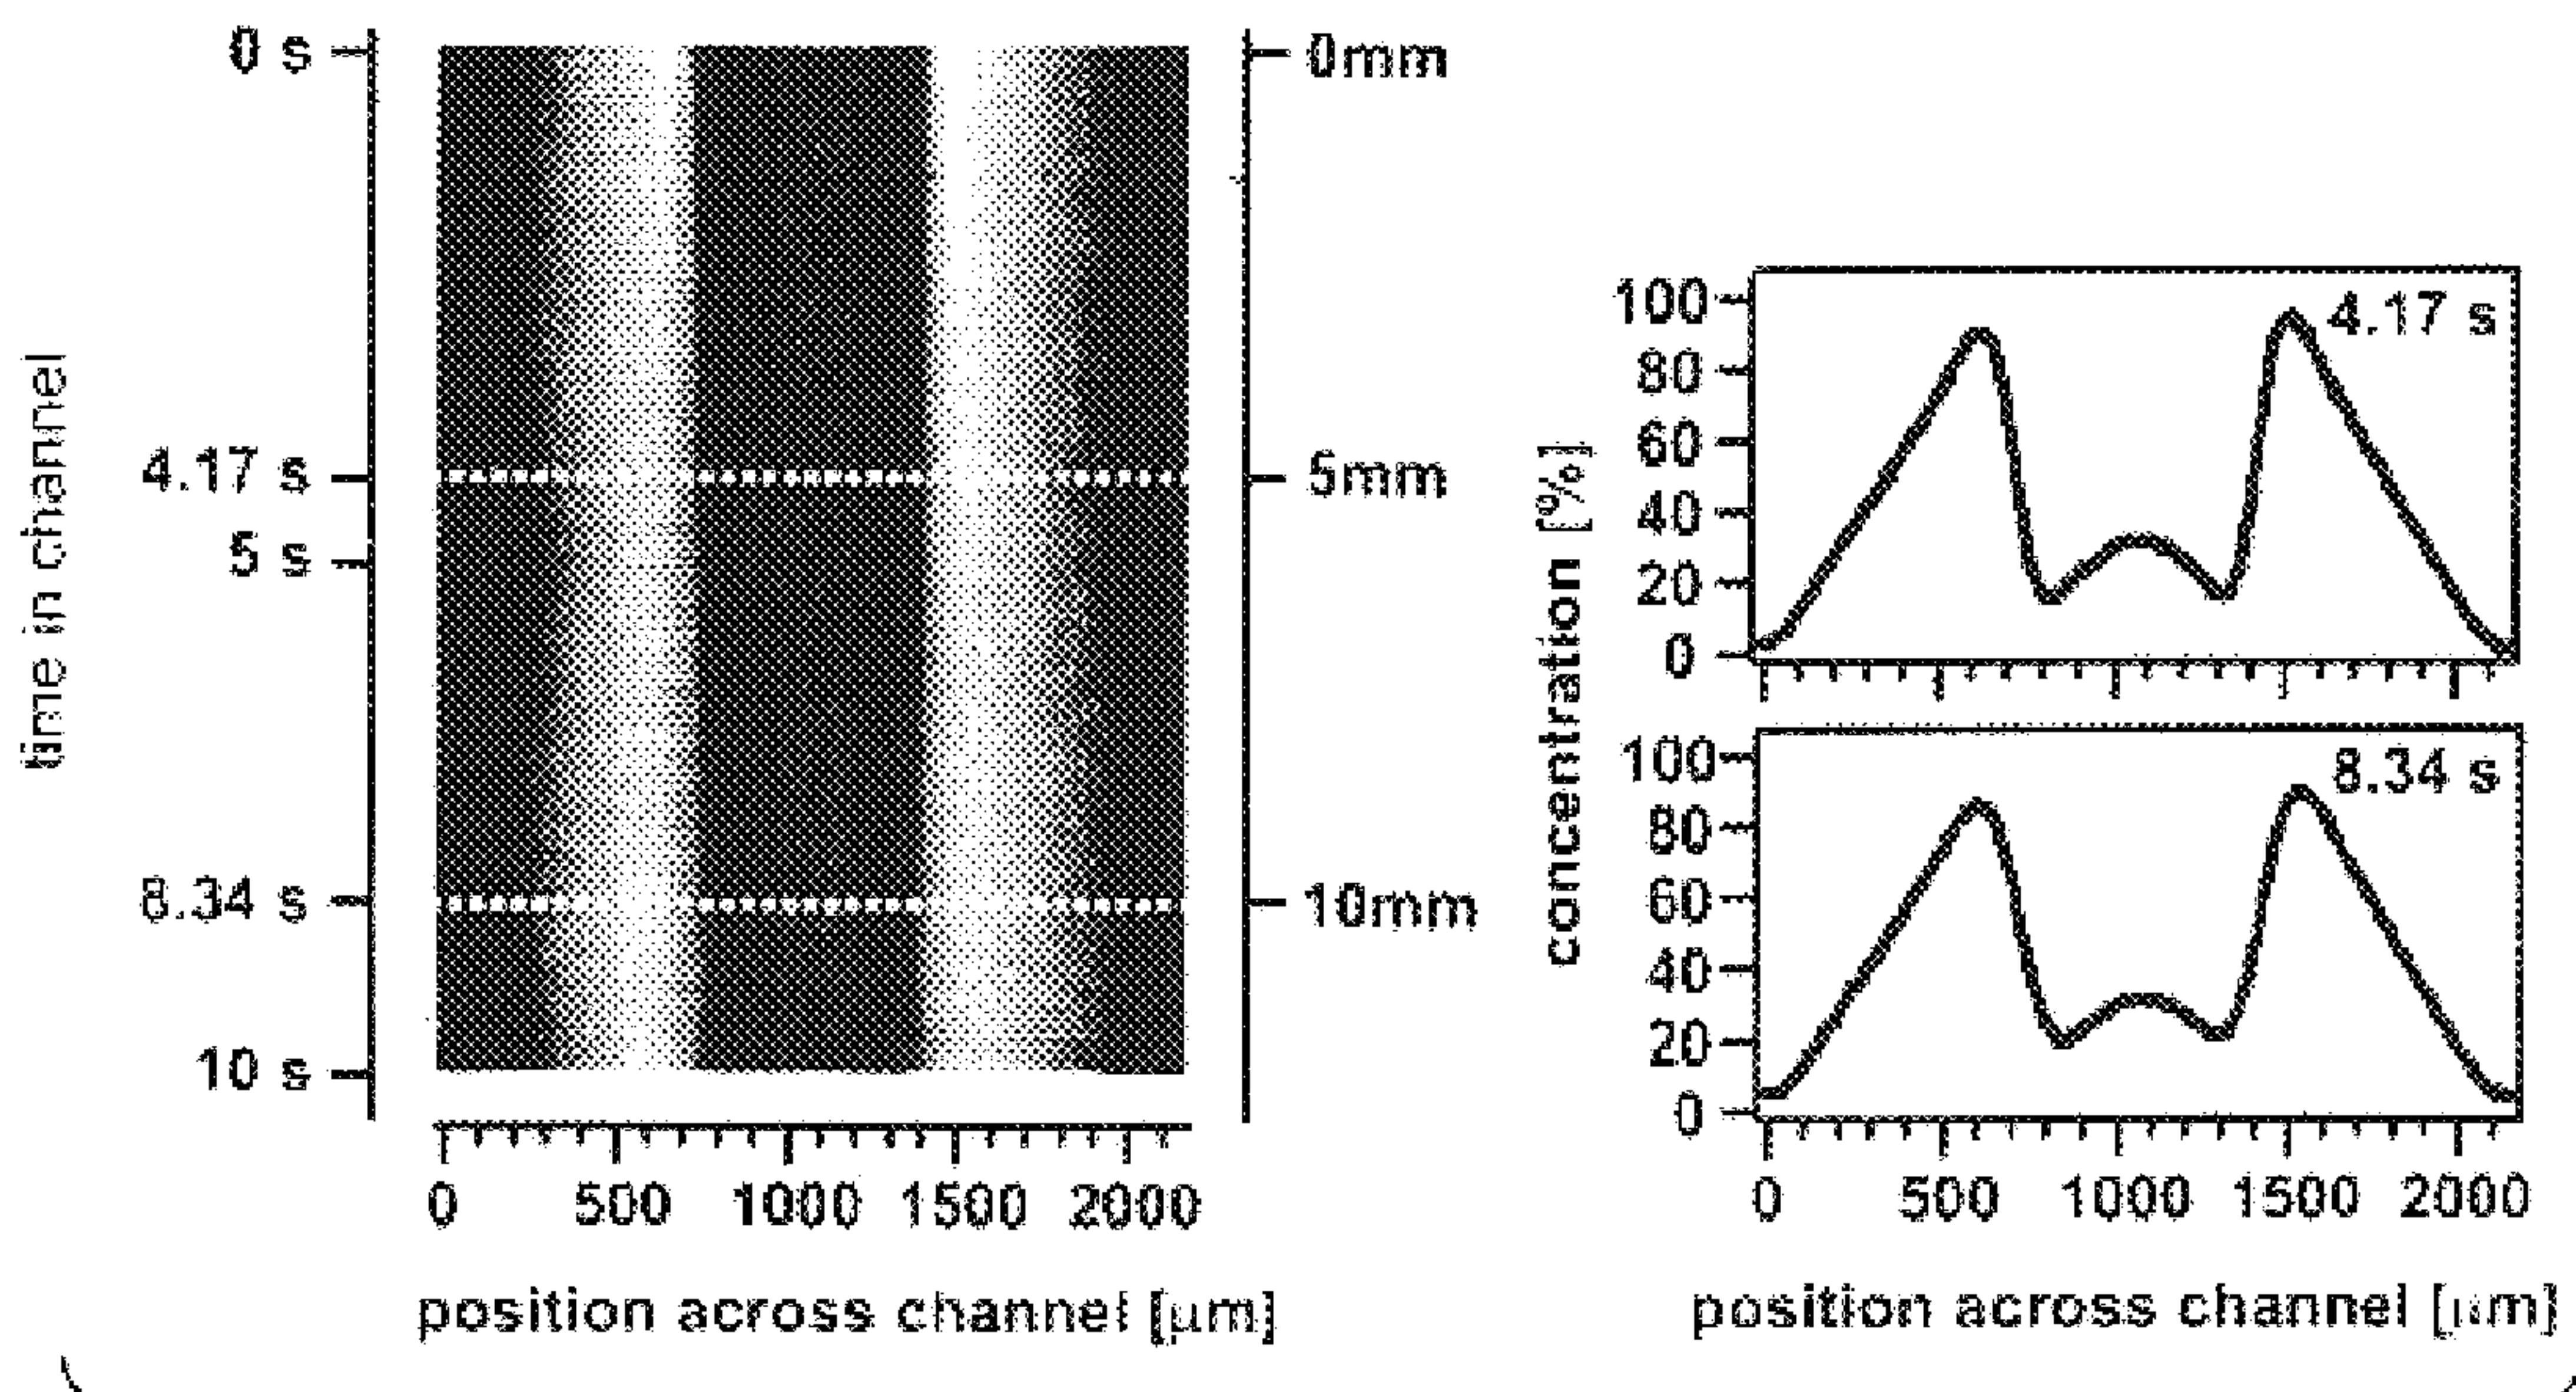 time in channel
0 s
4.17 s
5 s
8.34 s
10 s
0mm
5mm
10mm
0 500 1000 1500 2000
position across channel [μm]
concentration [%]
100
80
60
40
20
0
4.17 s
100
80
60
40
20
0
8.34 s
0 500 1000 1500 2000
position across channel [μm]